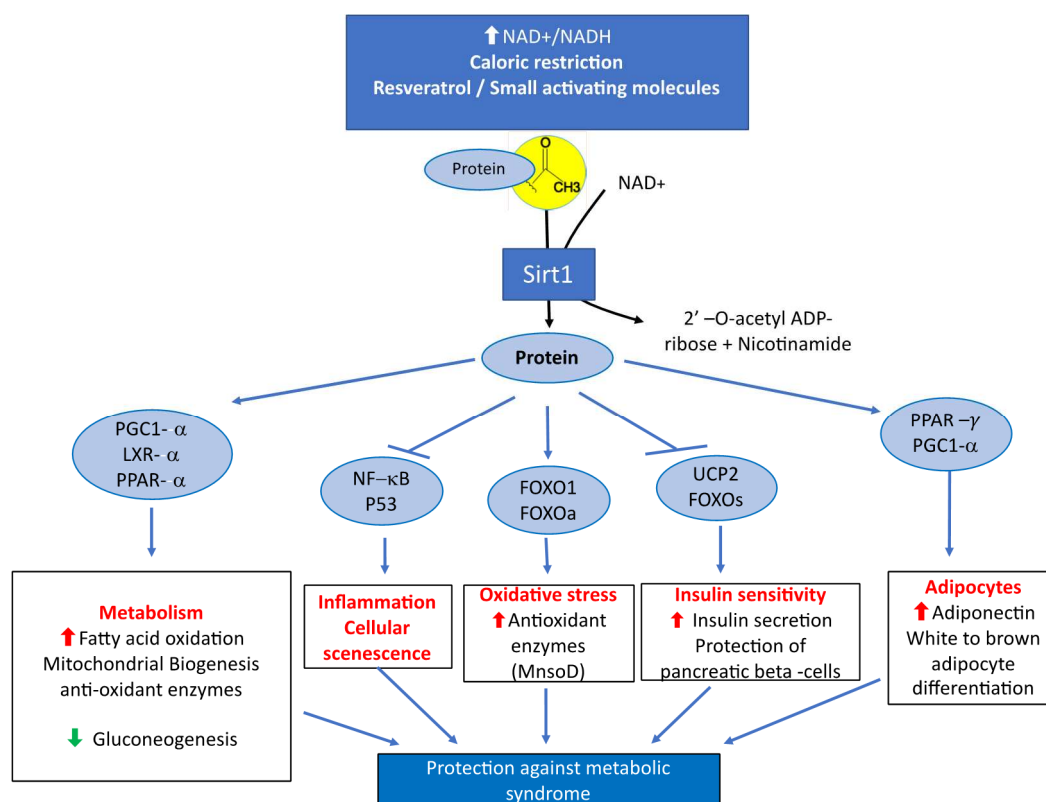 ⬆ NAD+/NADH
Caloric restriction
Resveratrol / Small activating molecules
Protein
O
CH3
NAD+
Sirt1
2’ –O-acetyl ADP-
ribose + Nicotinamide
Protein
PGC1- α
LXR- α
PPAR- α
NF–κB
P53
FOXO1
FOXOa
UCP2
FOXOs
PPAR –γ
PGC1-α
Metabolism
⬆ Fatty acid oxidation
Mitochondrial Biogenesis
anti-oxidant enzymes
⬇ Gluconeogenesis
Inflammation
Cellular
scenescence
Oxidative stress
⬆ Antioxidant
enzymes
(MnsoD)
Insulin sensitivity
⬆ Insulin secretion
Protection of
pancreatic beta -cells
Adipocytes
⬆ Adiponectin
White to brown
adipocyte
differentiation
Protection against metabolic
syndrome